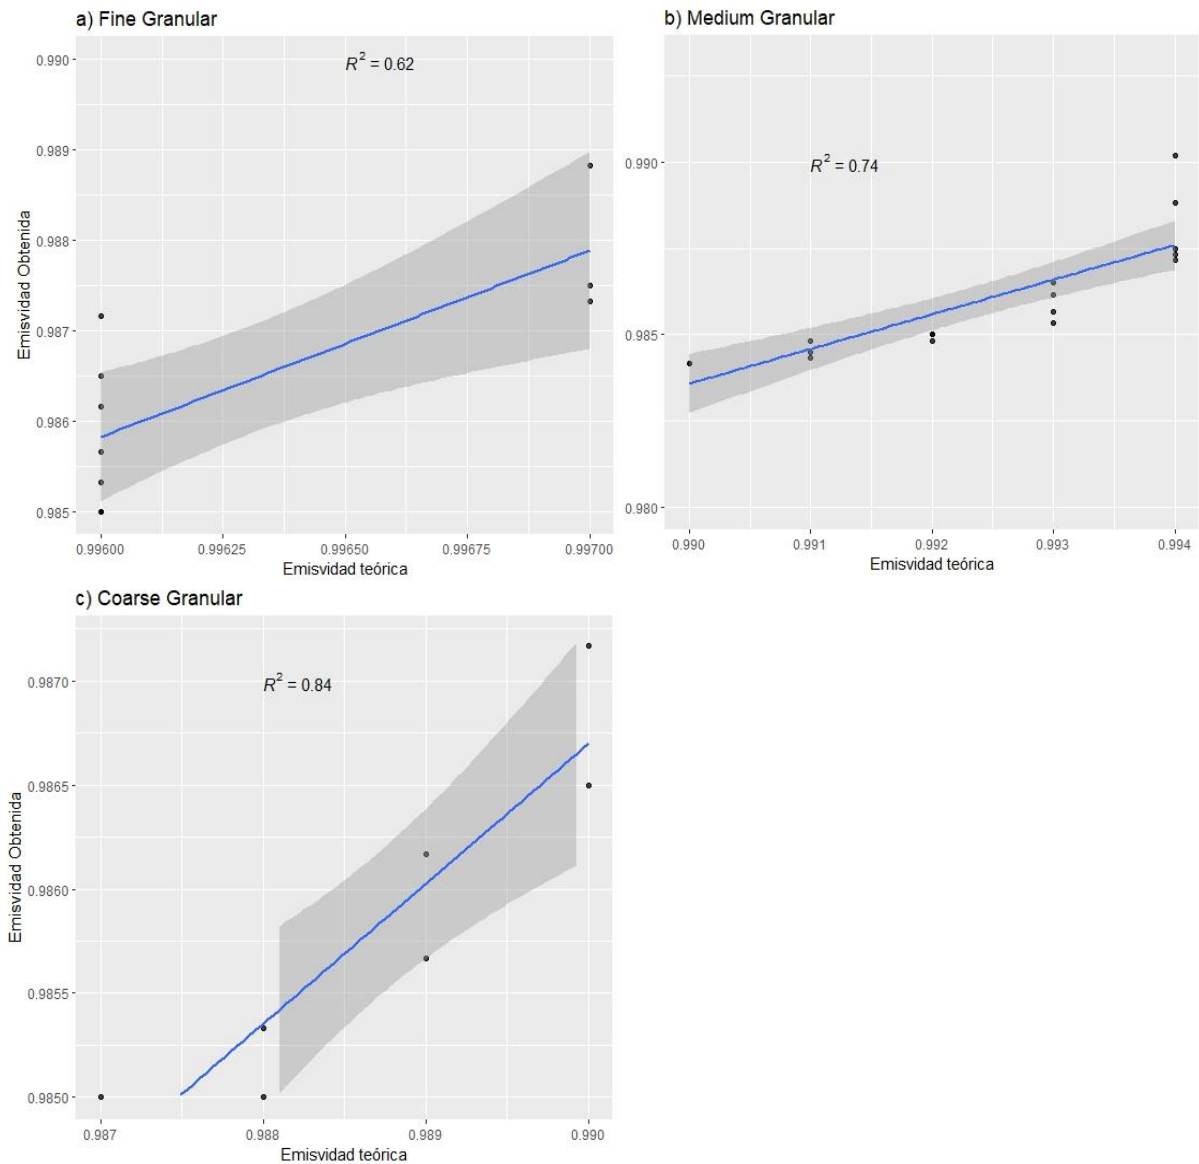 a) Fine Granular
R² = 0.62
0.990
0.989
0.988
0.987
0.986
0.985
Emisvidad Obtenida
0.99600
0.99625
0.99650
0.99675
0.99700
Emisvidad teórica
b) Medium Granular
R² = 0.74
0.990
0.985
0.980
0.990
0.991
0.992
0.993
0.994
Emisvidad teórica
c) Coarse Granular
R² = 0.84
0.9870
0.9865
0.9860
0.9855
0.9850
Emisvidad Obtenida
0.987
0.988
0.989
0.990
Emisvidad teórica